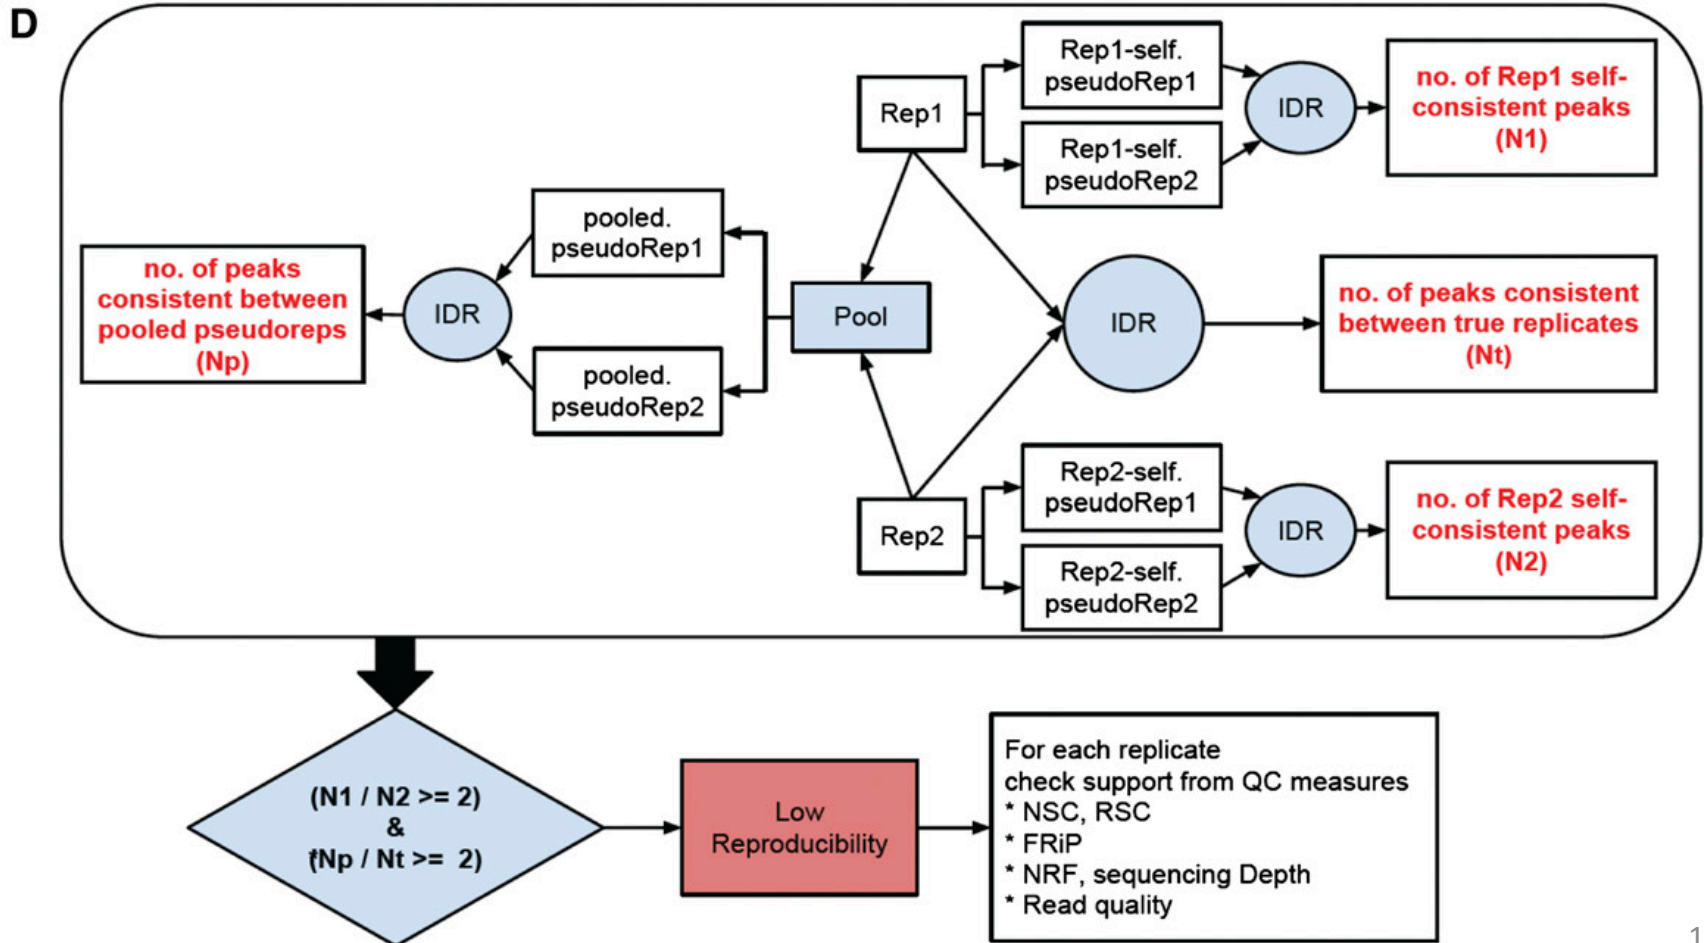 D
Rep1-self.
pseudoRep1
Rep1
IDR
no. of Rep1 self-
consistent peaks
(N1)
Rep1-self.
pseudoRep2
pooled.
pseudoRep1
no. of peaks
consistent between
pooled pseudoreps
(Np)
IDR
Pool
IDR
no. of peaks consistent
between true replicates
(Nt)
pooled.
pseudoRep2
Rep2-self.
pseudoRep1
Rep2
IDR
no. of Rep2 self-
consistent peaks
(N2)
Rep2-self.
pseudoRep2
(N1 / N2 >= 2)
&
(Np / Nt >= 2)
Low
Reproducibility
For each replicate
check support from QC measures
* NSC, RSC
* FRiP
* NRF, sequencing Depth
* Read quality
1